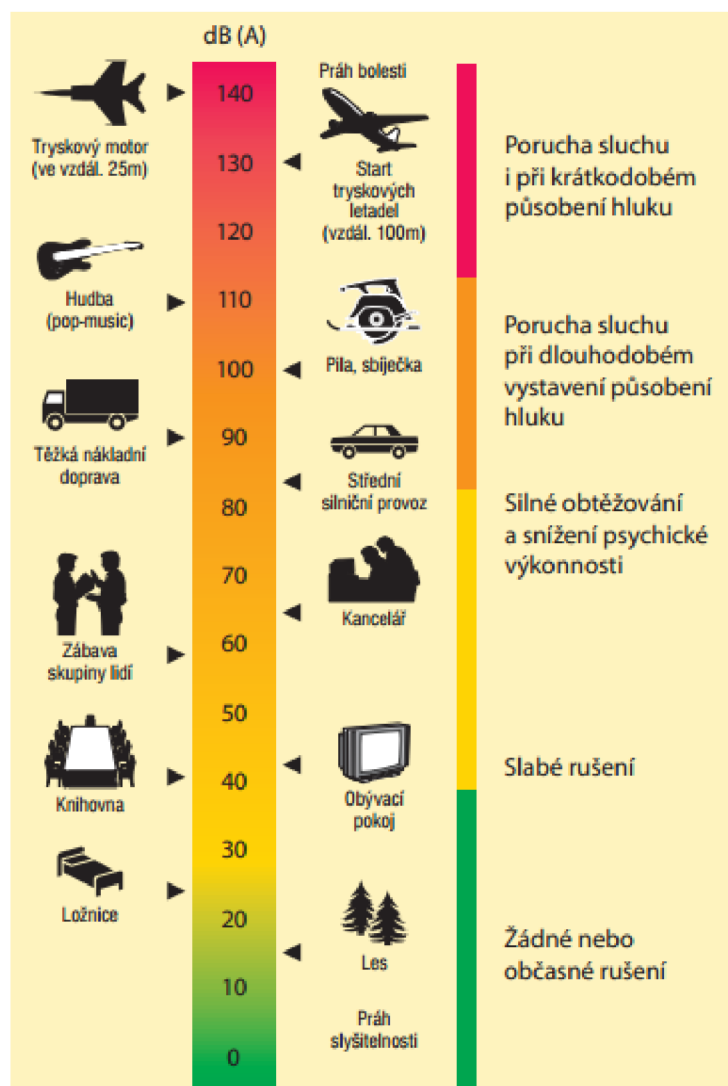 dB (A)
140
130
120
110
100
90
80
70
60
50
40
30
20
10
0
Tryskový motor
(ve vzdál. 25m)
Hudba
(pop-music)
Těžká nákladní
doprava
Zábava
skupiny lidí
Knihovna
Ložnice
Práh bolesti
Start
tryskových
letadel
(vzdál. 100m)
Pila, sbíječka
Střední
silniční provoz
Kancelář
Obývací
pokoj
Les
Práh
slyšitelnosti
Porucha sluchu
i při krátkodobém
působení hluku
Porucha sluchu
při dlouhodobém
vystavení působení
hluku
Silné obtěžování
a snížení psychické
výkonnosti
Slabé rušení
Žádné nebo
občasné rušení